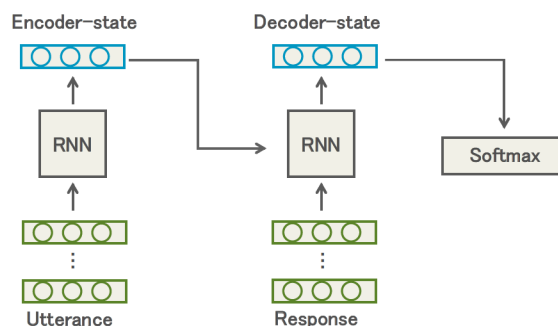 Encoder-state
Decoder-state
RNN
RNN
Softmax
Utterance
Response